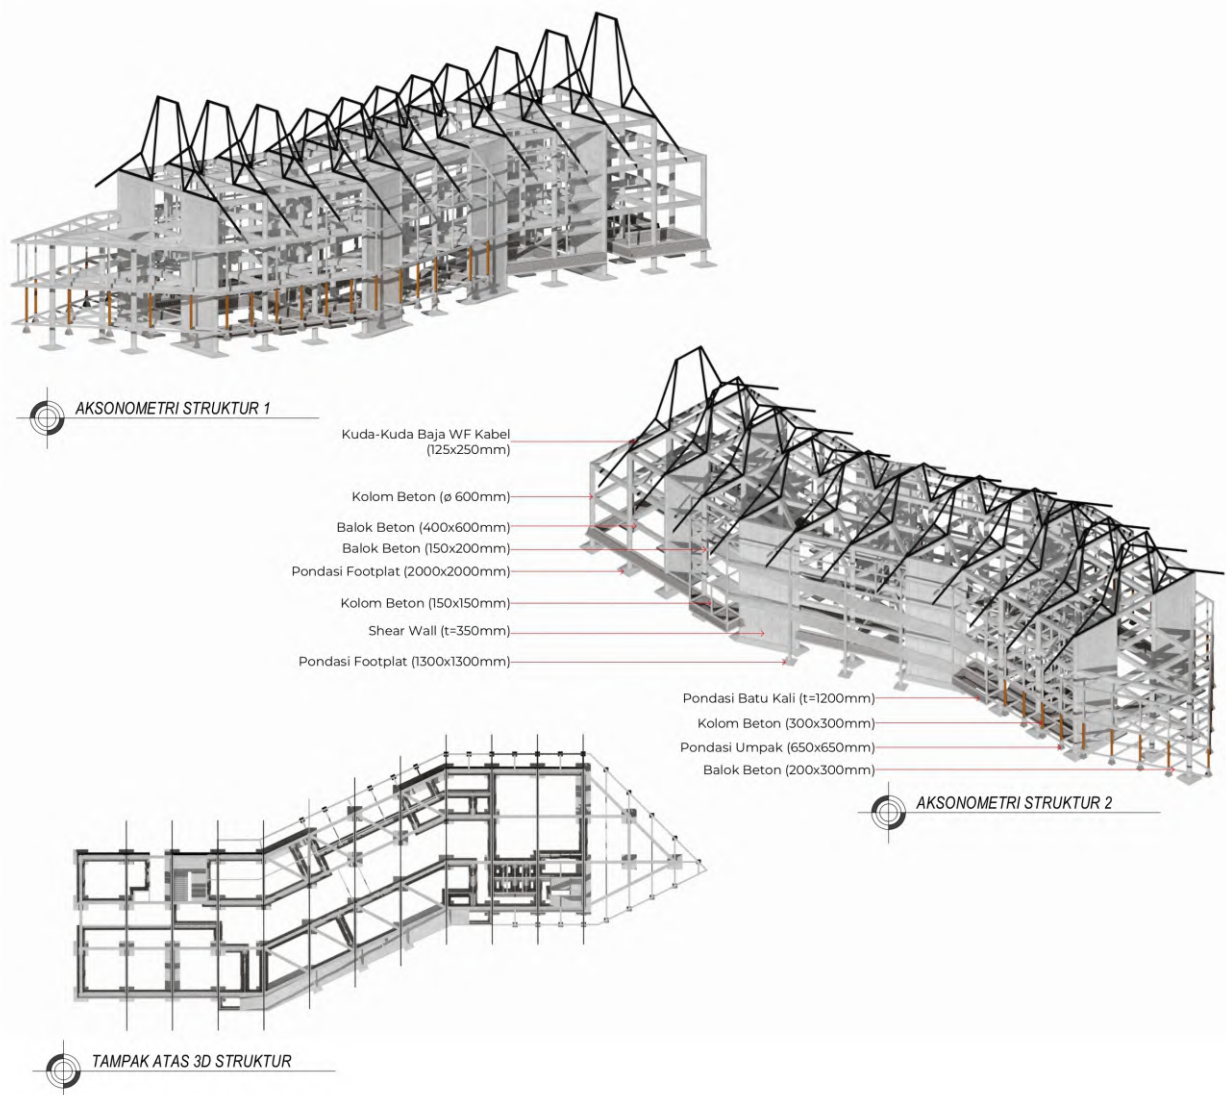 AKSONOMETRI STRUKTUR 1
Kuda-Kuda Baja WF Kabel
(125x250mm)
Kolom Beton (ø 600mm)
Balok Beton (400x600mm)
Balok Beton (150x200mm)
Pondasi Footplat (2000x2000mm)
Kolom Beton (150x150mm)
Shear Wall (t=350mm)
Pondasi Footplat (1300x1300mm)
Pondasi Batu Kali (t=1200mm)
Kolom Beton (300x300mm)
Pondasi Umpak (650x650mm)
Balok Beton (200x300mm)
AKSONOMETRI STRUKTUR 2
TAMPAK ATAS 3D STRUKTUR